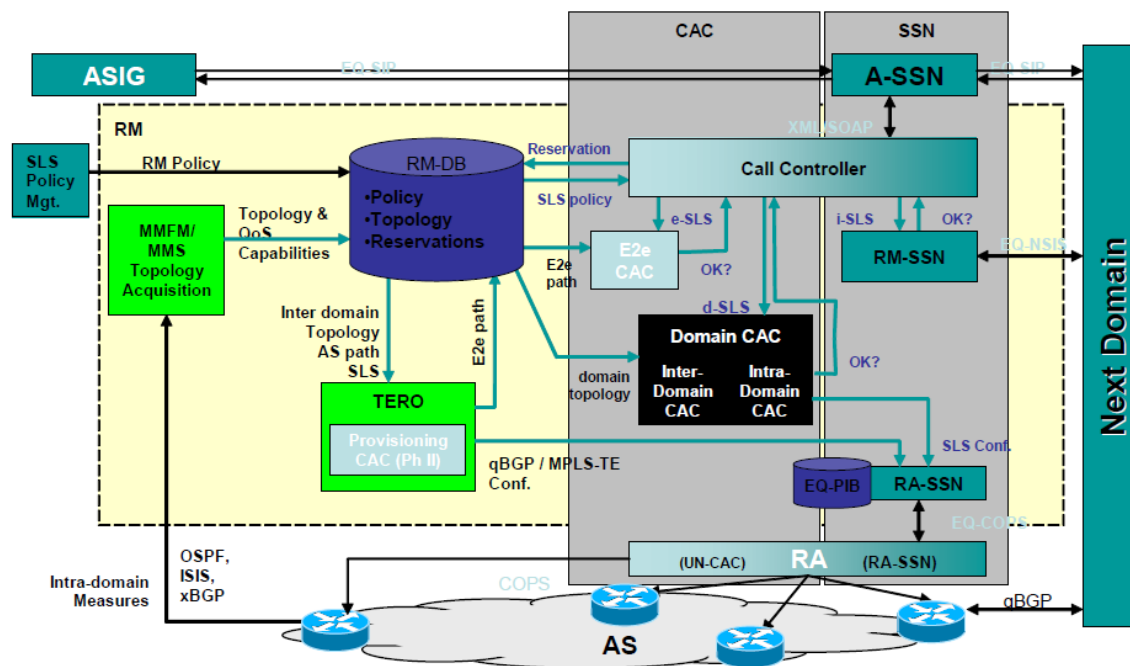 CAC
SSN
ASIG
EQ-SIP
A-SSN
EQ-SIP
RM
XML/SOAP
SLS
Policy
Mgt.
RM Policy
RM-DB
•Policy
•Topology
•Reservations
Reservation
SLS policy
Call Controller
MMFM/
MMS
Topology
Acquisition
Topology &
QoS
Capabilities
e-SLS
i-SLS
OK?
E2e
CAC
E2e
path
OK?
RM-SSN
EQ-NSIS
Next Domain
Inter domain
Topology
AS path
SLS
E2e path
d-SLS
Domain CAC
Inter-
Domain
CAC
Intra-
Domain
CAC
OK?
domain
topology
TERO
Provisioning
CAC (Ph II)
qBGP / MPLS-TE
Conf.
SLS Conf.
EQ-PIB
RA-SSN
EQ-COPS
(UN-CAC)
RA
(RA-SSN)
Intra-domain
Measures
OSPF,
ISIS,
xBGP
COPS
AS
qBGP